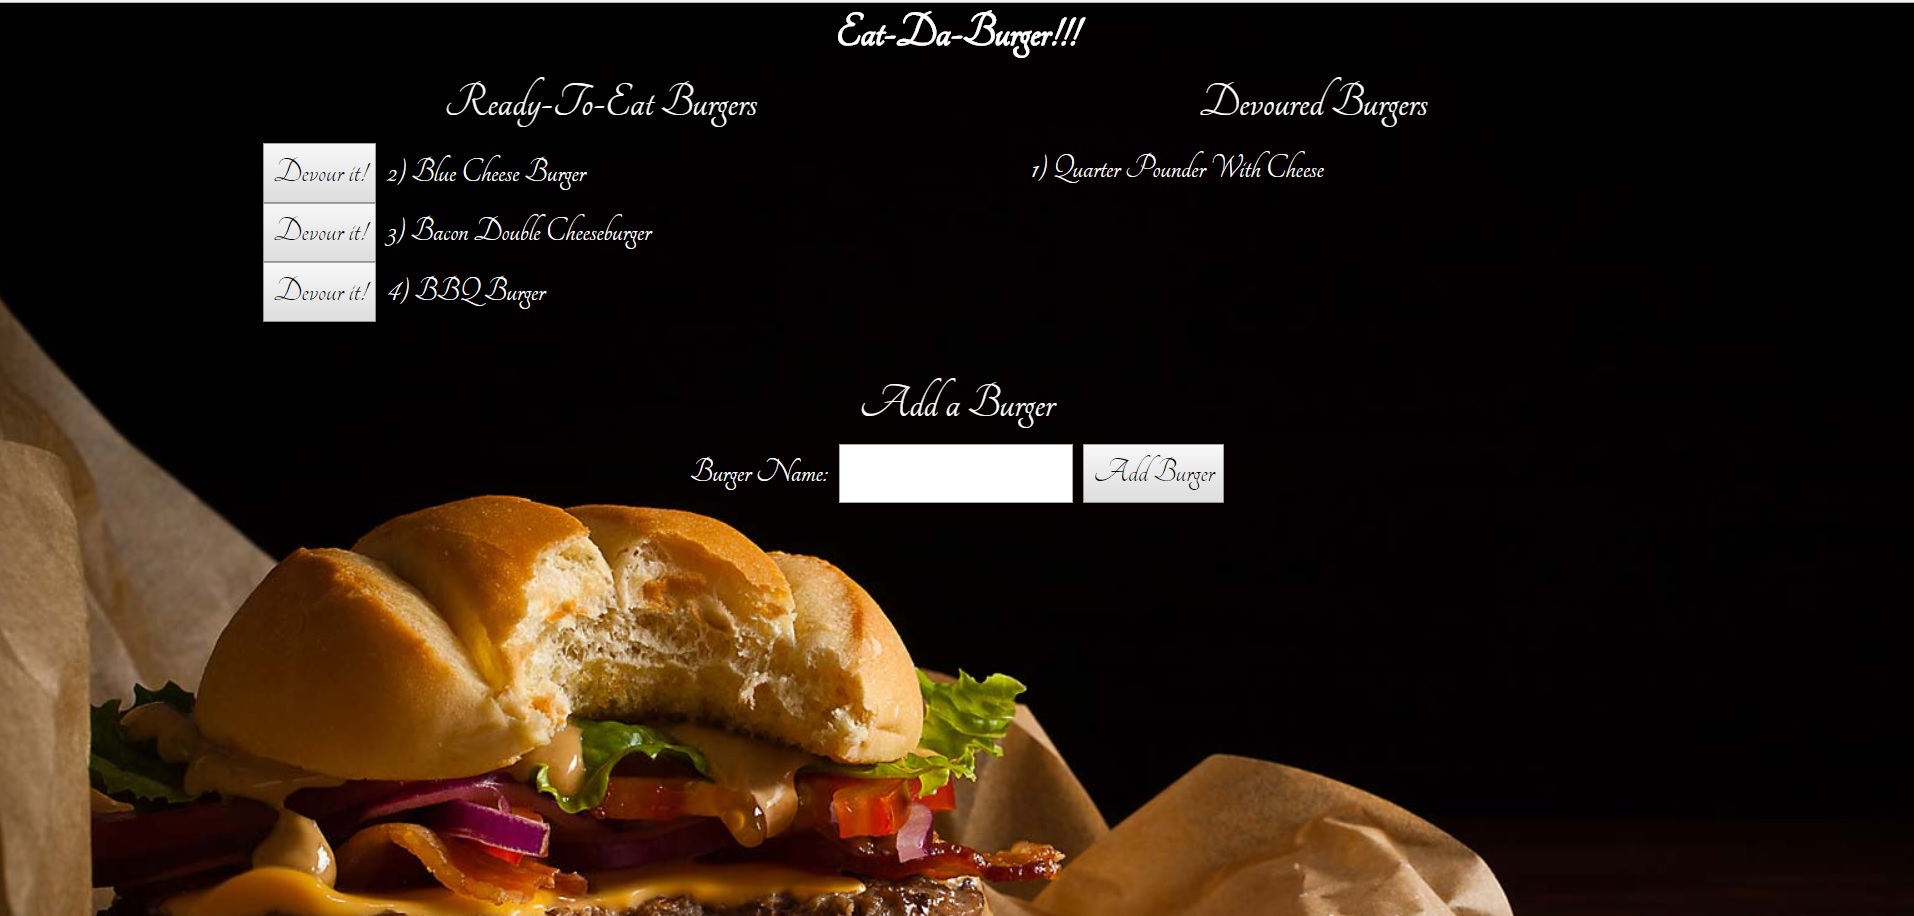 Eat-Da-Burger!!!
Ready-To-Eat Burgers
Devour it! 2) Blue Cheese Burger
Devour it! 3) Bacon Double Cheeseburger
Devour it! 4) BBQ Burger
Devoured Burgers
1) Quarter Pounder With Cheese
Add a Burger
Burger Name: Add Burger